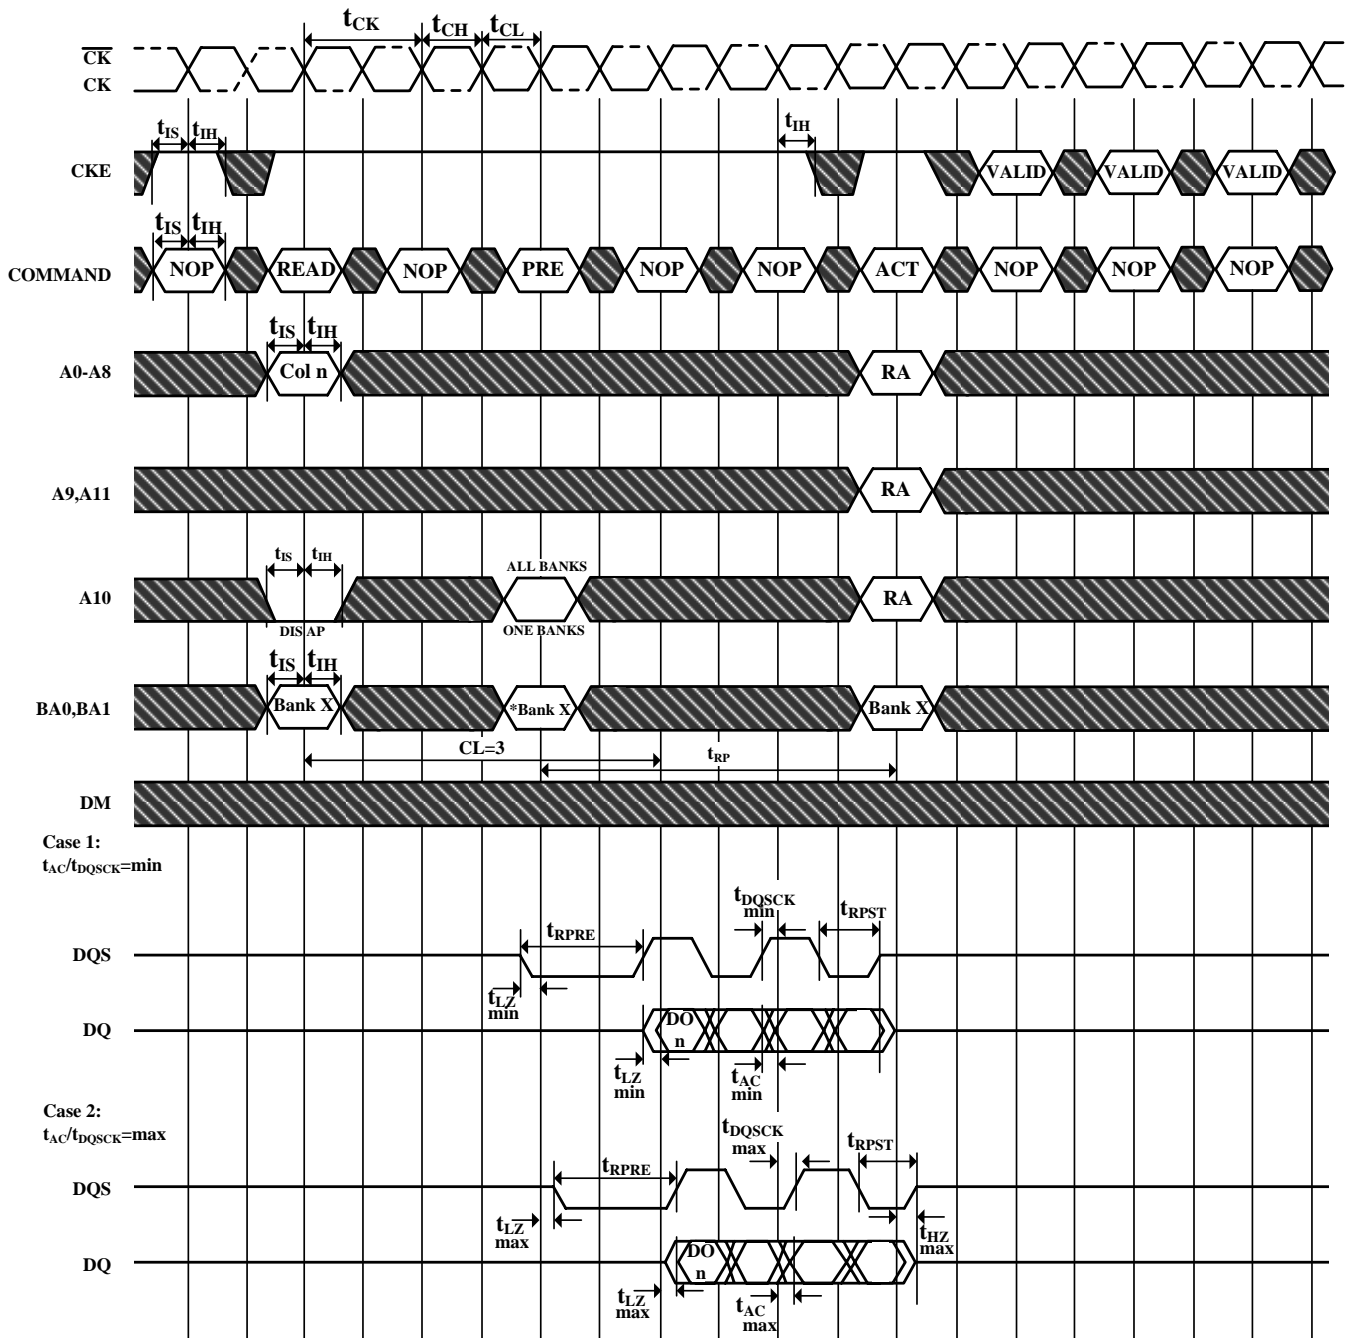 tCK tCH tCL
CK
CK
tIS tIH tIH
CKE VALID VALID VALID
tIS tIH
COMMAND NOP READ NOP PRE NOP NOP ACT NOP NOP NOP
tIS tIH
A0-A8 Col n RA
A9,A11 RA
tIS tIH ALL BANKS
A10 RA
DIS AP ONE BANKS
tIS tIH
BA0,BA1 Bank X *Bank X Bank X
CL=3 tRP
DM
Case 1:
tAC/tDQSCK=min
tDQSCK
min
tRPST
tRPRE
DQS
tLZ
min
DQ DO
n
tLZ
min
tAC
min
Case 2:
tAC/tDQSCK=max
tDQSCK
max
tRPST
tRPRE
DQS
tLZ
max
tHZ
max
DQ DO
n
tLZ
max
tAC
max